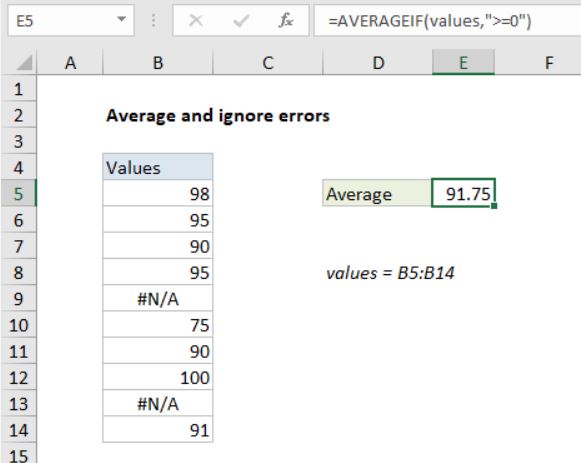 E5 fx =AVERAGEIF(values,">=0")
A B C D E F
1
2 Average and ignore errors
3
4 Values
5 98 Average 91.75
6 95
7 90
8 95 values = B5:B14
9 #N/A
10 75
11 90
12 100
13 #N/A
14 91
15